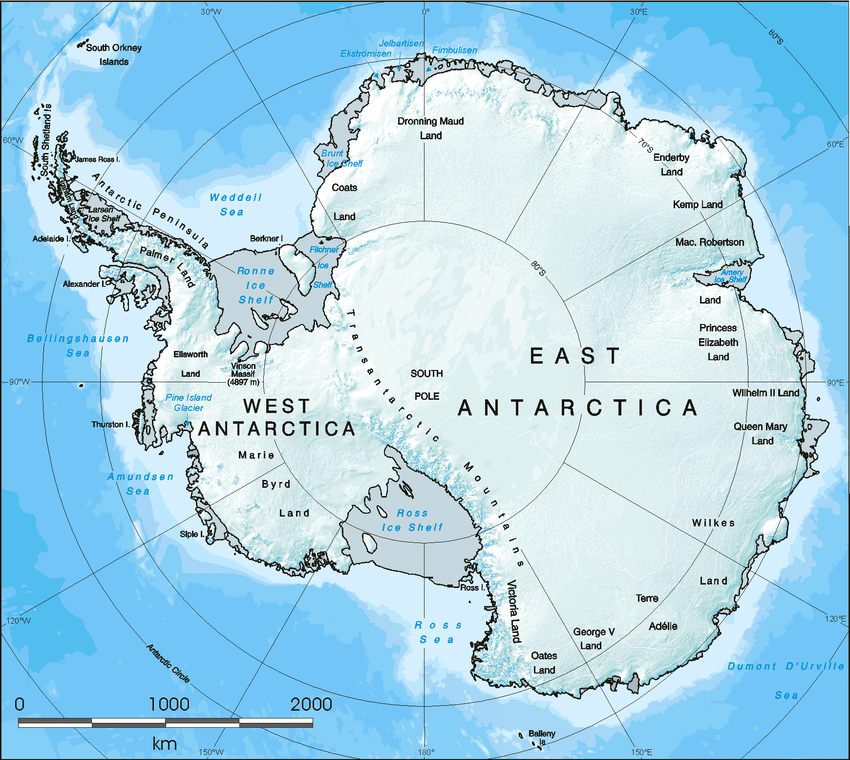 30°W
0°
30°E
60°S
South Orkney
Islands
Jelbartisen
Ekströmisen
Fimbulisen
South Shetland Is
60°W
James Ross I.
Dronning Maud
Land
70°S
60°E
Enderby
Land
Brunt
Ice Shelf
Antarctic Peninsula
Coats
Land
Weddell
Sea
Kemp Land
Larsen
Ice Shelf
Adelaide I.
Berkner I
Mac. Robertson
Palmer Land
Filchner
Ice
Shelf
Ronne
Ice
Shelf
80°S
Amery
Ice Shelf
Alexander I.
Land
Transantarctic Mountains
Princess
Elizabeth
Land
Bellingshausen
Sea
Ellsworth
Land
Vinson
Massif
(4897 m)
EAST
ANTARCTICA
SOUTH
POLE
90°W
90°E
Wilhelm II Land
Pine Island
Glacier
WEST
ANTARCTICA
Thurston I.
Queen Mary
Land
Marie
Byrd
Land
Amundsen
Sea
Ross
Ice Shelf
Wilkes
Land
Siple I.
Ross I.
Victoria Land
Terre
Adélie
120°W
120°E
Ross
Sea
George V
Land
Oates
Land
Antarctic Circle
Dumont D'Urville
Sea
0 1000 2000
km
Balleny
Is
150°W
180°
150°E